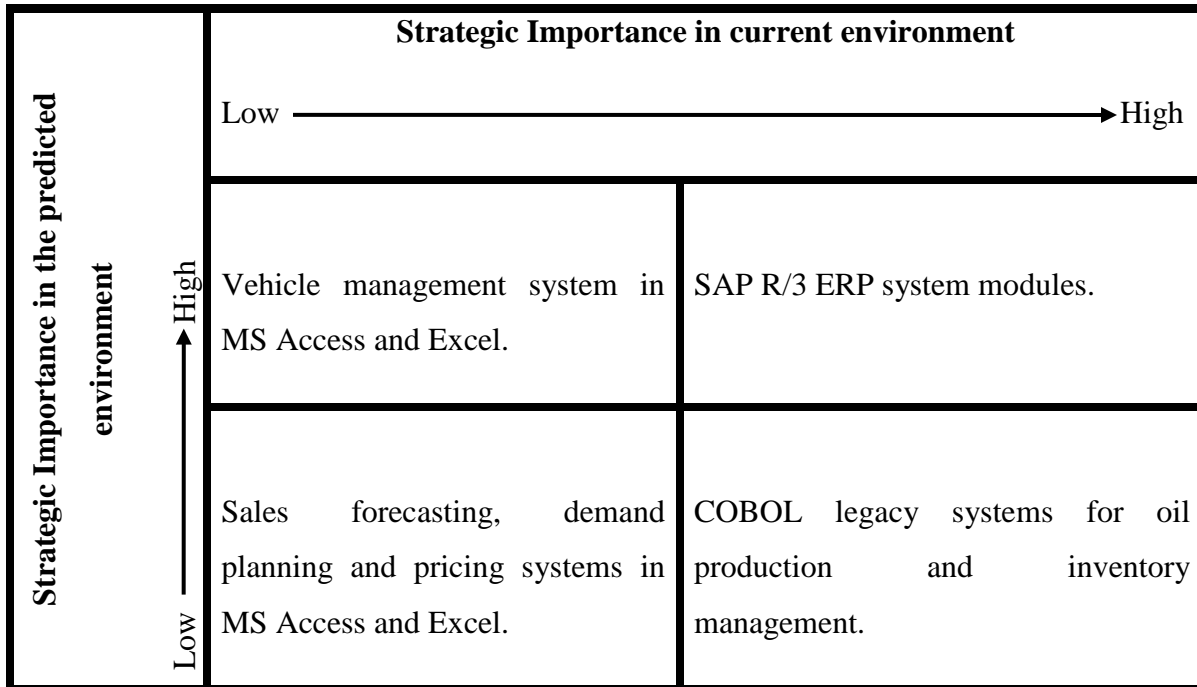 Strategic Importance in current environment
Low High
Strategic Importance in the predicted
environment
High
Low
Vehicle management system in
MS Access and Excel.
SAP R/3 ERP system modules.
Sales forecasting, demand
planning and pricing systems in
MS Access and Excel.
COBOL legacy systems for oil
production and inventory
management.